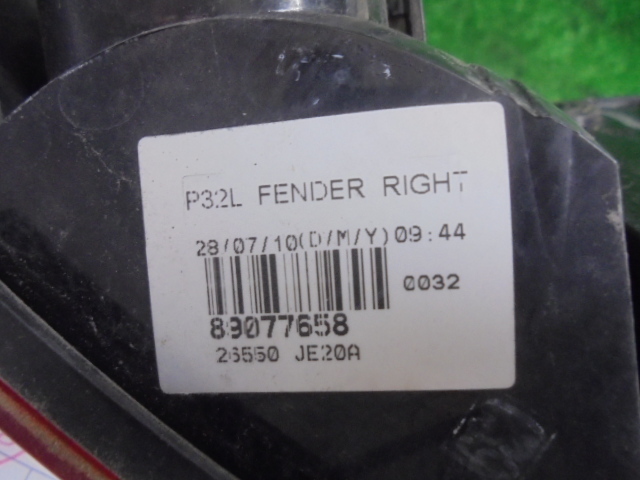 P32L FENDER RIGHT
28/07/10(D/M/Y)09:44
0032
89077658
26550 JE20A